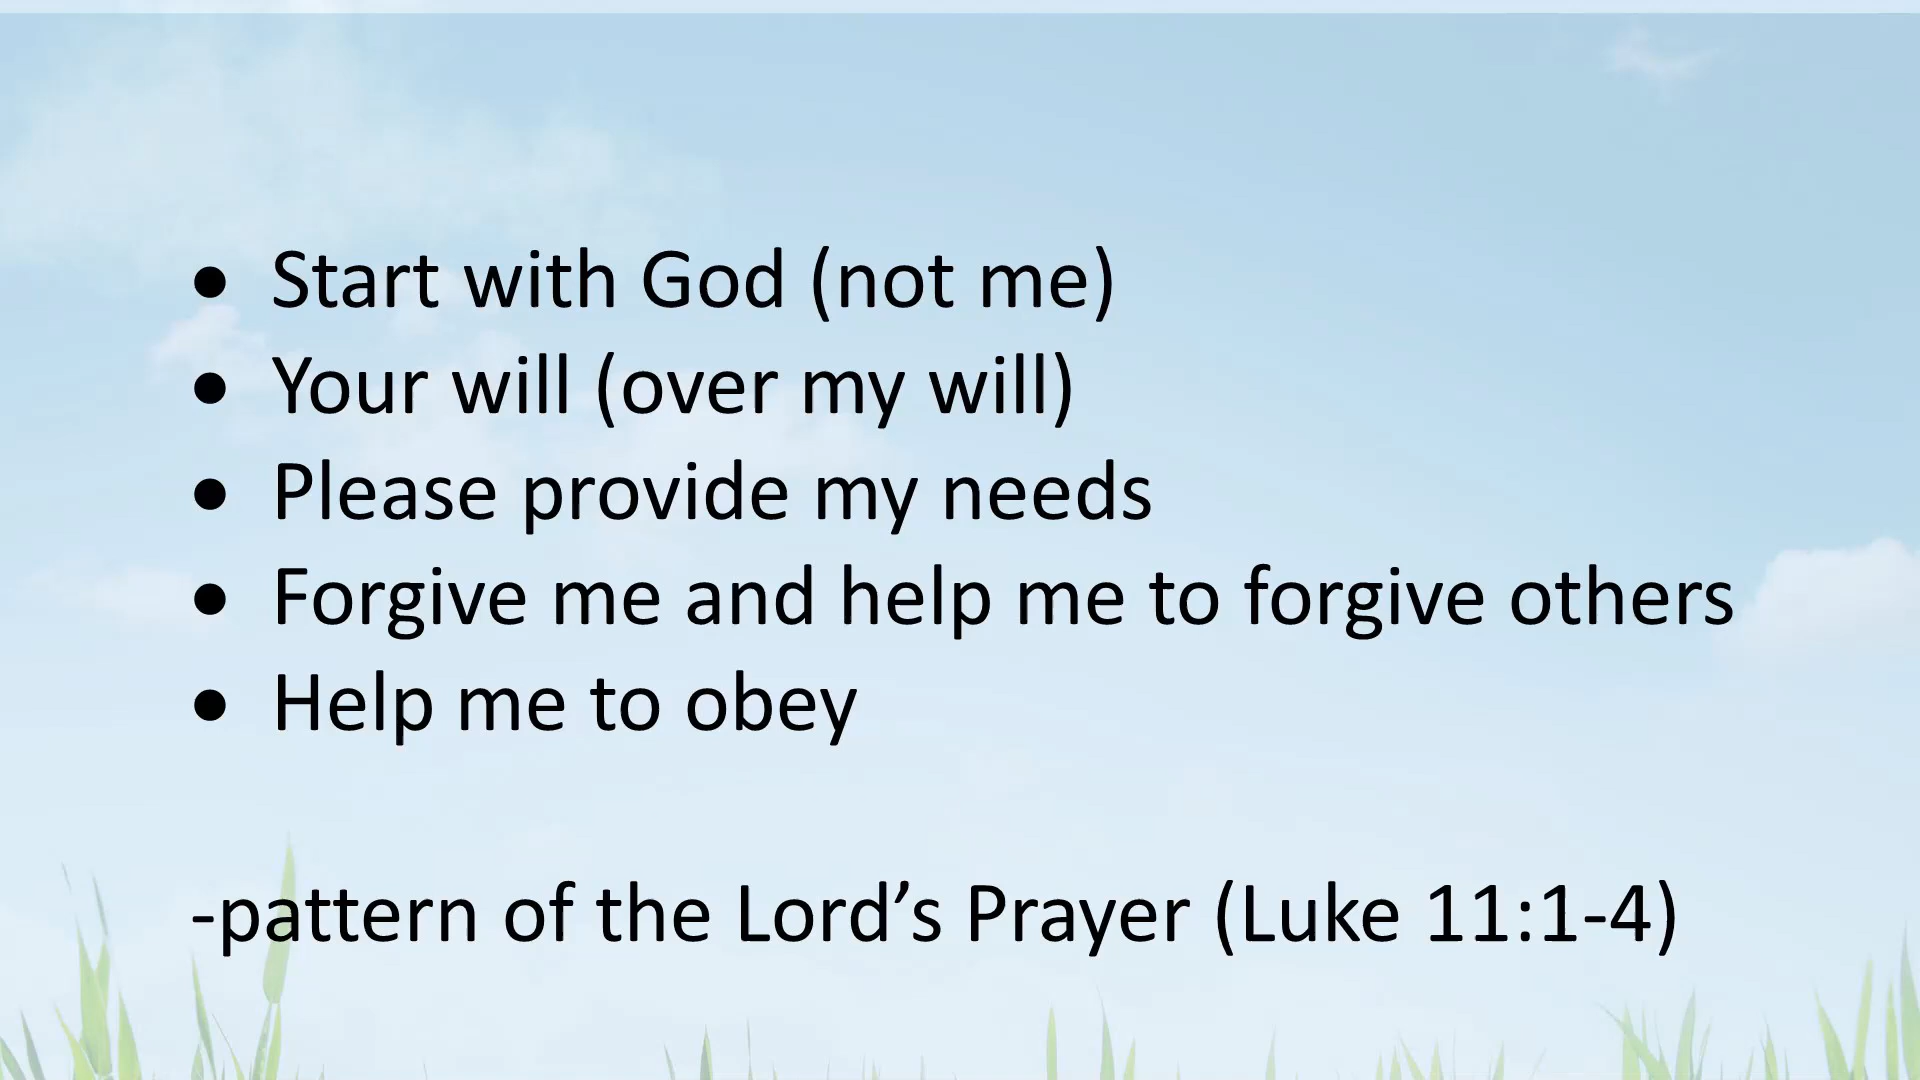 • Start with God (not me)
• Your will (over my will)
• Please provide my needs
• Forgive me and help me to forgive others
• Help me to obey
-pattern of the Lord’s Prayer (Luke 11:1-4)